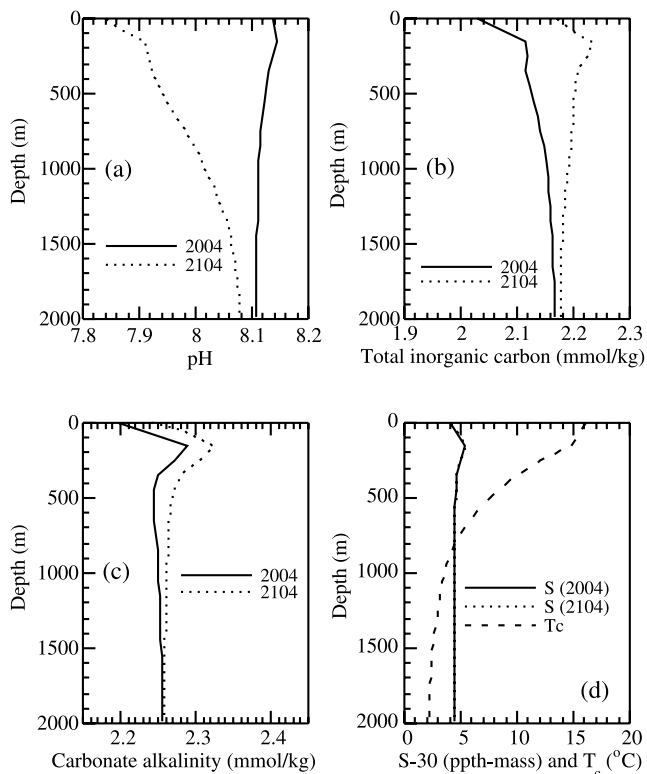 0
500
1000
1500
2000
Depth (m)
(a)
2004
2104
7.8 7.9 8 8.1 8.2
pH
0
500
1000
1500
2000
Depth (m)
(b)
2004
2104
1.9 2 2.1 2.2 2.3
Total inorganic carbon (mmol/kg)
0
500
1000
1500
2000
Depth (m)
(c)
2004
2104
2.2 2.3 2.4
Carbonate alkalinity (mmol/kg)
0
500
1000
1500
2000
Depth (m)
S (2004)
S (2104)
Tc
(d)
0 5 10 15 20
S-30 (ppth-mass) and T_c (°C)